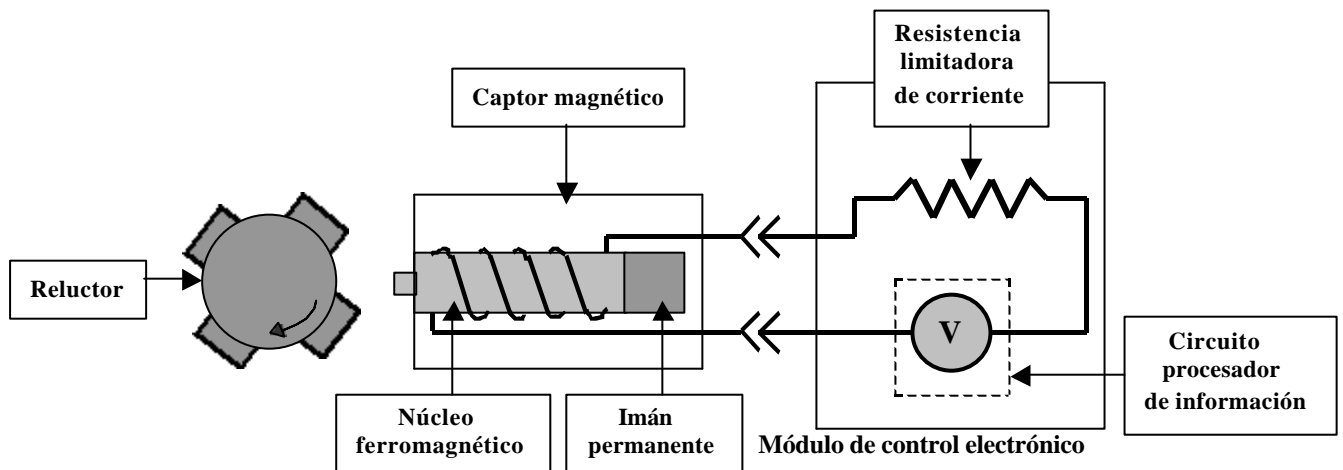 Resistencia
limitadora
de corriente
Captor magnético
Reluctor
V
Circuito
procesador
de información
Núcleo
ferromagnético
Imán
permanente
Módulo de control electrónico